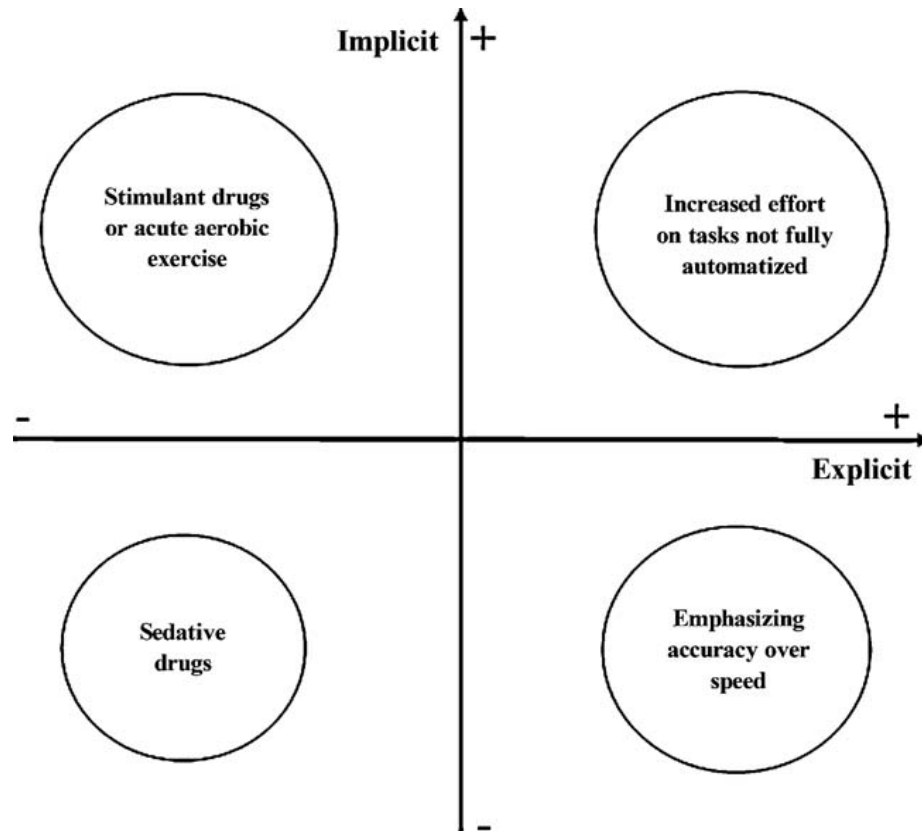 Implicit
+
Stimulant drugs
or acute aerobic
exercise
Increased effort
on tasks not fully
automatized
-
+
Explicit
Sedative
drugs
Emphasizing
accuracy over
speed
-